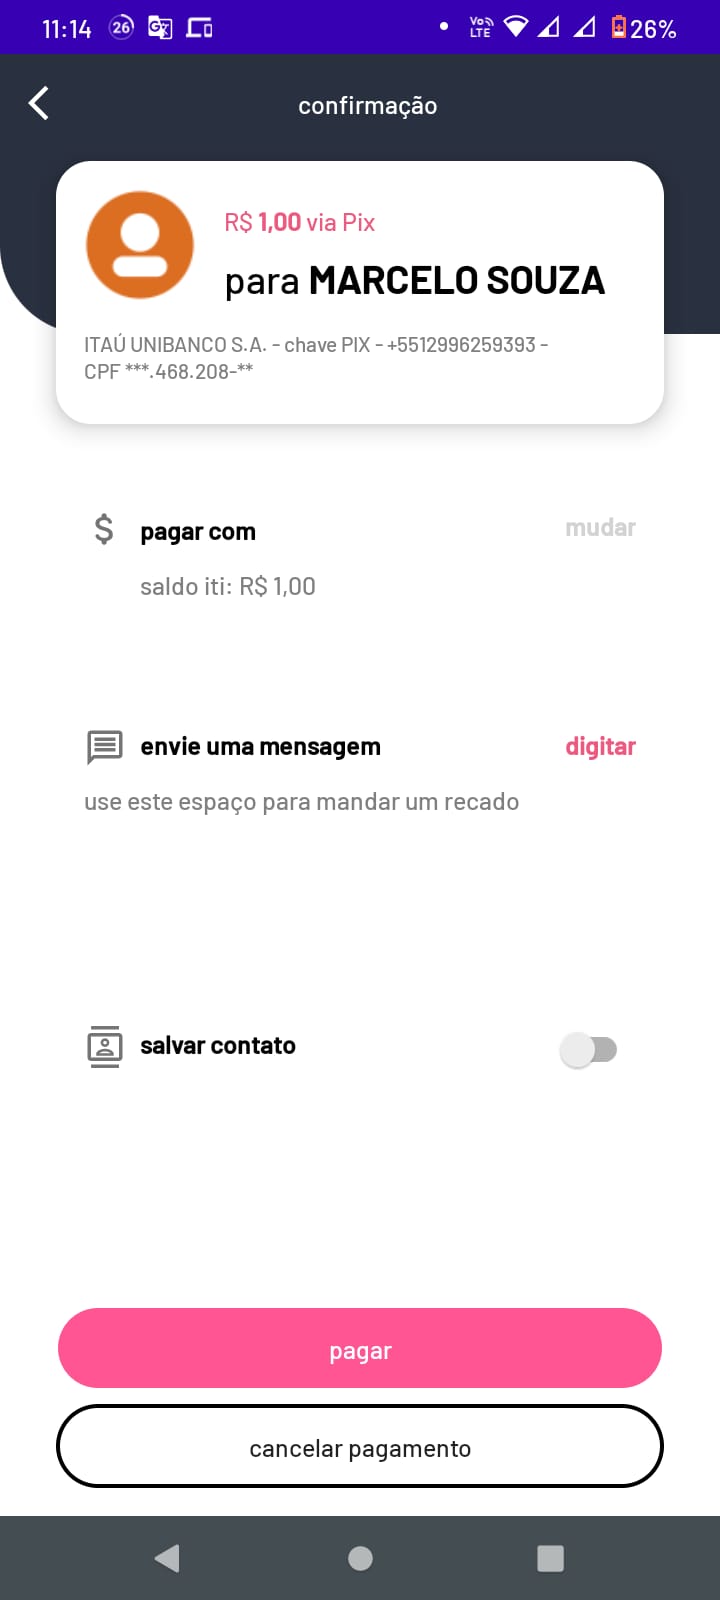 11:14 26 Vo LTE 26%
confirmação
R$ 1,00 via Pix
para MARCELO SOUZA
ITAÚ UNIBANCO S.A. - chave PIX - +5512996259393 -
CPF ***.468.208-**
$ pagar com mudar
saldo iti: R$ 1,00
envie uma mensagem digitar
use este espaço para mandar um recado
salvar contato
pagar
cancelar pagamento